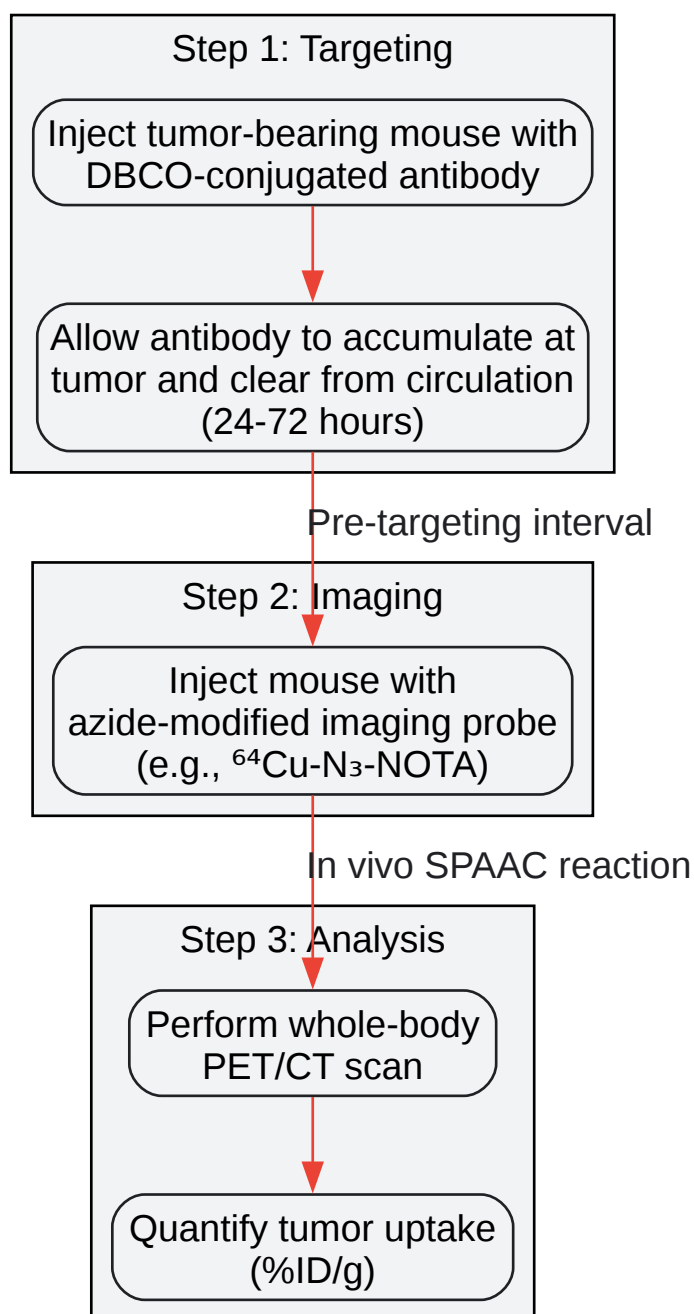 Step 1: Targeting
Inject tumor-bearing mouse with
DBCO-conjugated antibody
Allow antibody to accumulate at
tumor and clear from circulation
(24-72 hours)
Pre-targeting interval
Step 2: Imaging
Inject mouse with
azide-modified imaging probe
(e.g., ⁶⁴Cu-N₃-NOTA)
In vivo SPAAC reaction
Step 3: Analysis
Perform whole-body
PET/CT scan
Quantify tumor uptake
(%ID/g)